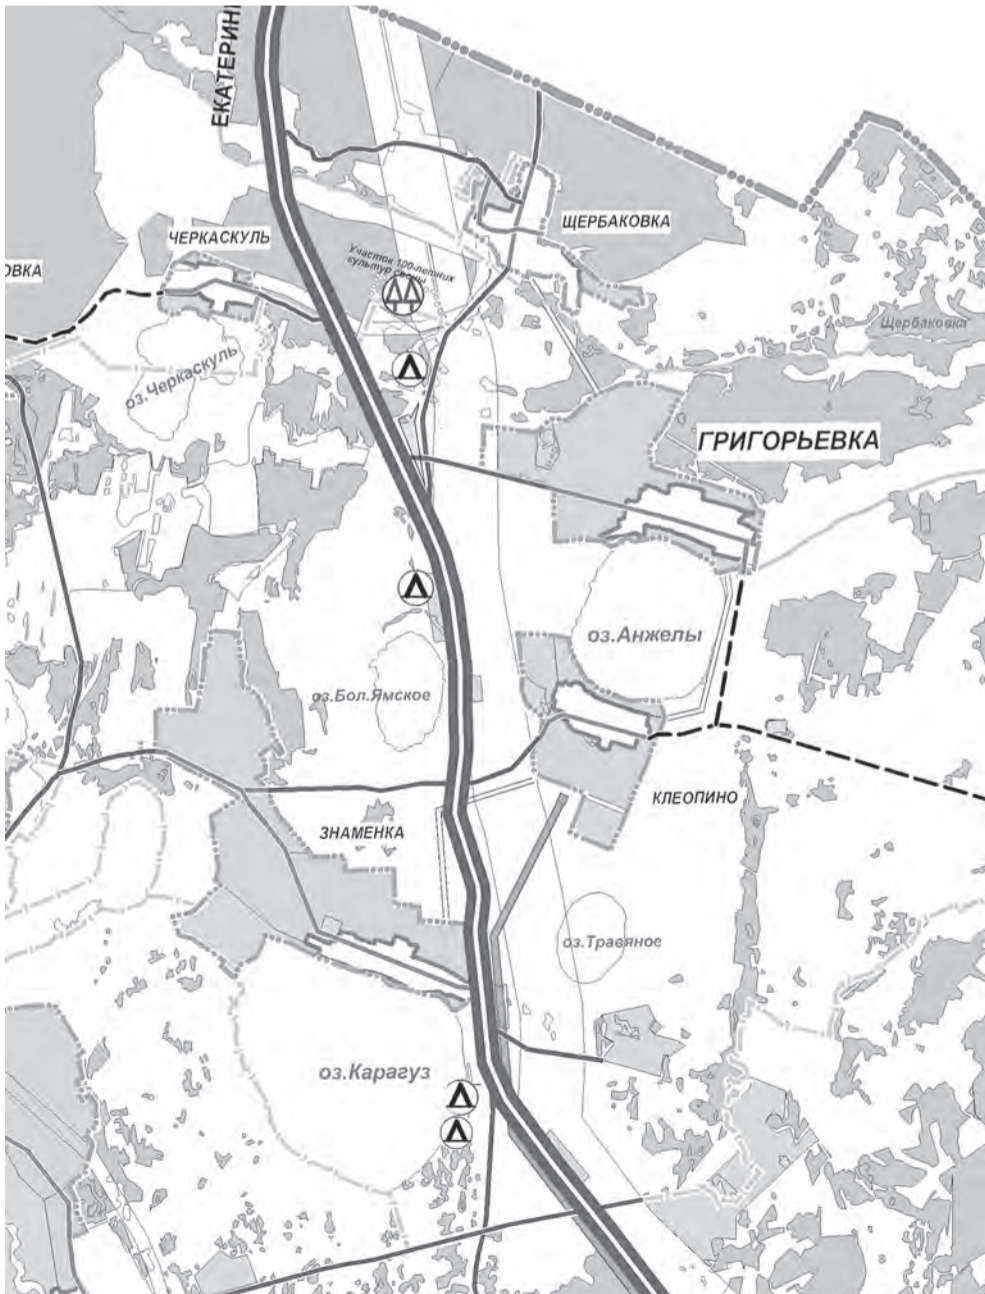 ЕКАТЕРИН
ЩЕРБАКОВКА
ЧЕРКАСКУЛЬ
ОВКА
Участок 100-летних
культур сосны
Щербаковка
оз.Черкаскуль
ГРИГОРЬЕВКА
оз.Анжелы
оз.Бол.Ямское
КЛЕОПИНО
ЗНАМЕНКА
оз.Травяное
оз.Карагуз